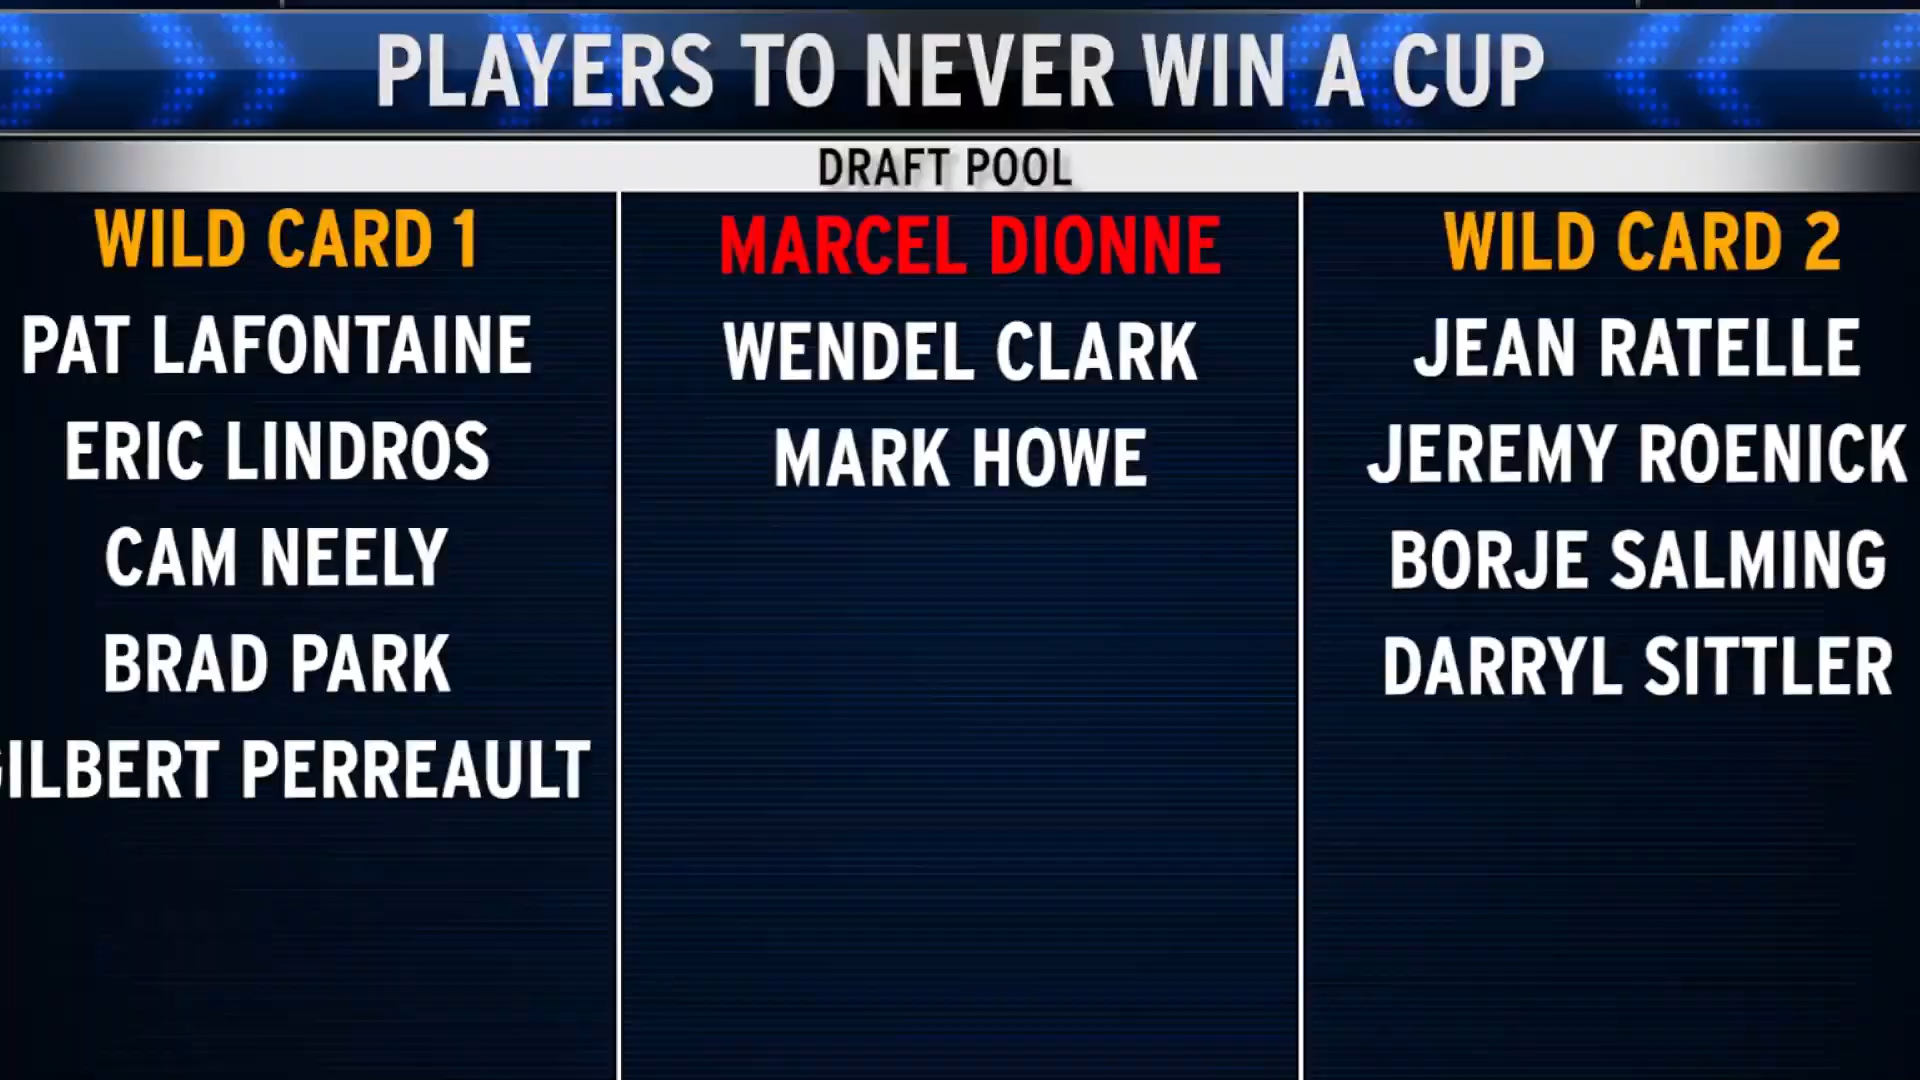 PLAYERS TO NEVER WIN A CUP
DRAFT POOL
WILD CARD 1
PAT LAFONTAINE
ERIC LINDROS
CAM NEELY
BRAD PARK
GILBERT PERREAULT
MARCEL DIONNE
WENDEL CLARK
MARK HOWE
WILD CARD 2
JEAN RATELLE
JEREMY ROENICK
BORJE SALMING
DARRYL SITTLER